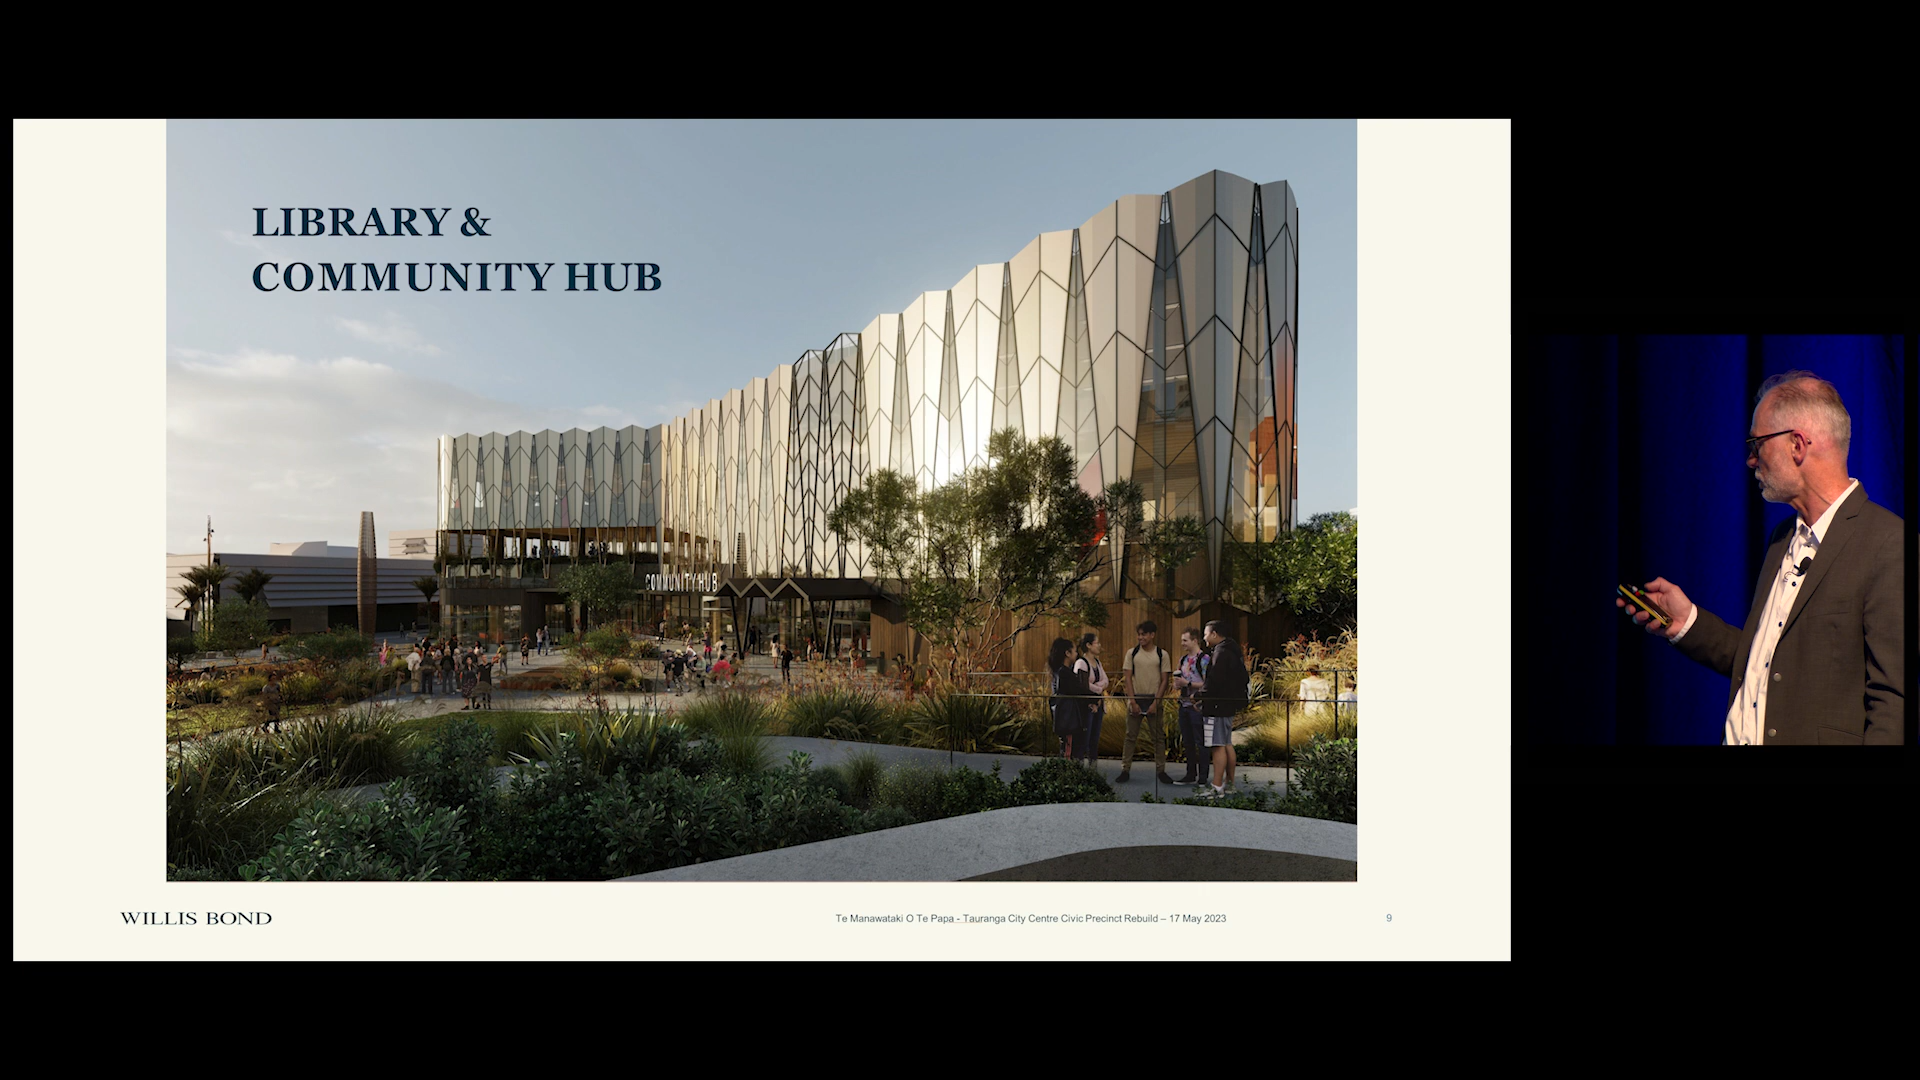 LIBRARY &
COMMUNITY HUB
COMMUNITY HUB
WILLIS BOND
Te Manawataki O Te Papa - Tauranga City Centre Civic Precinct Rebuild – 17 May 2023
9